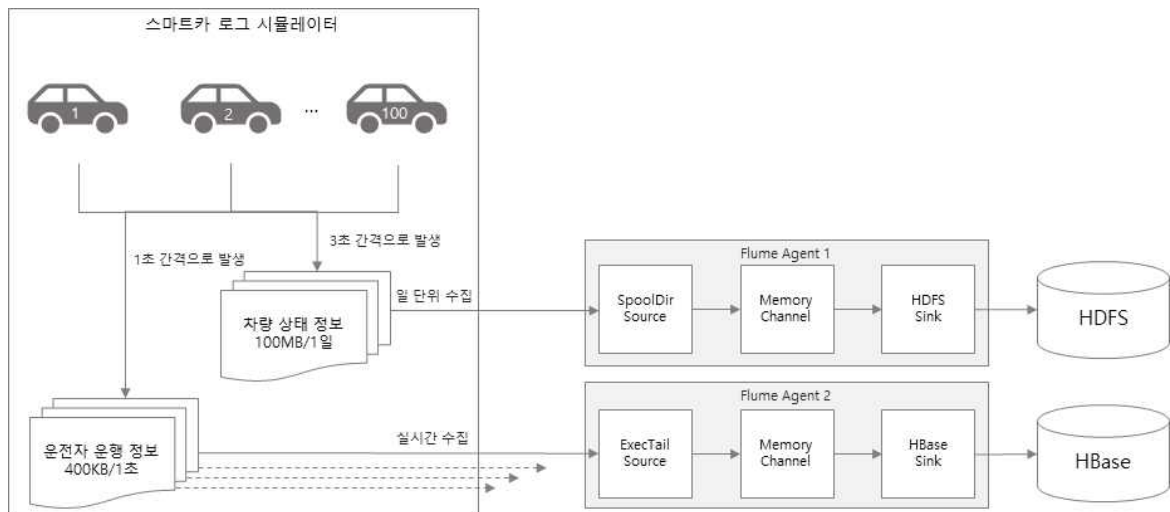 스마트카 로그 시뮬레이터
1
2
...
100
3초 간격으로 발생
1초 간격으로 발생
차량 상태 정보
100MB/1일
일 단위 수집
Flume Agent 1
SpoolDir
Source
Memory
Channel
HDFS
Sink
HDFS
운전자 운행 정보
400KB/1초
실시간 수집
Flume Agent 2
ExecTail
Source
Memory
Channel
HBase
Sink
HBase